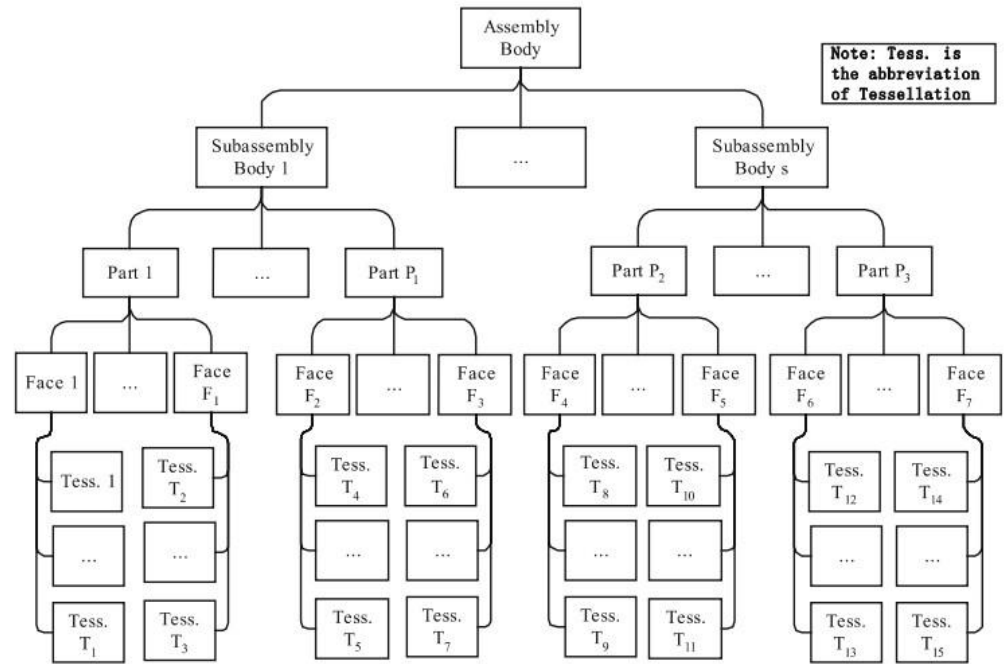 Assembly
Body
Note: Tess. is
the abbreviation
of Tessellation
Subassembly
Body 1
...
Subassembly
Body s
Part 1
...
Part P₁
Part P₂
...
Part P₃
Face 1
...
Face
F₁
Face
F₂
...
Face
F₃
Face
F₄
...
Face
F₅
Face
F₆
...
Face
F₇
Tess. 1
Tess.
T₂
Tess.
T₄
Tess.
T₆
Tess.
T₈
Tess.
T₁₀
Tess.
T₁₂
Tess.
T₁₄
...
...
...
...
...
...
...
...
Tess.
T₁
Tess.
T₃
Tess.
T₅
Tess.
T₇
Tess.
T₉
Tess.
T₁₁
Tess.
T₁₃
Tess.
T₁₅